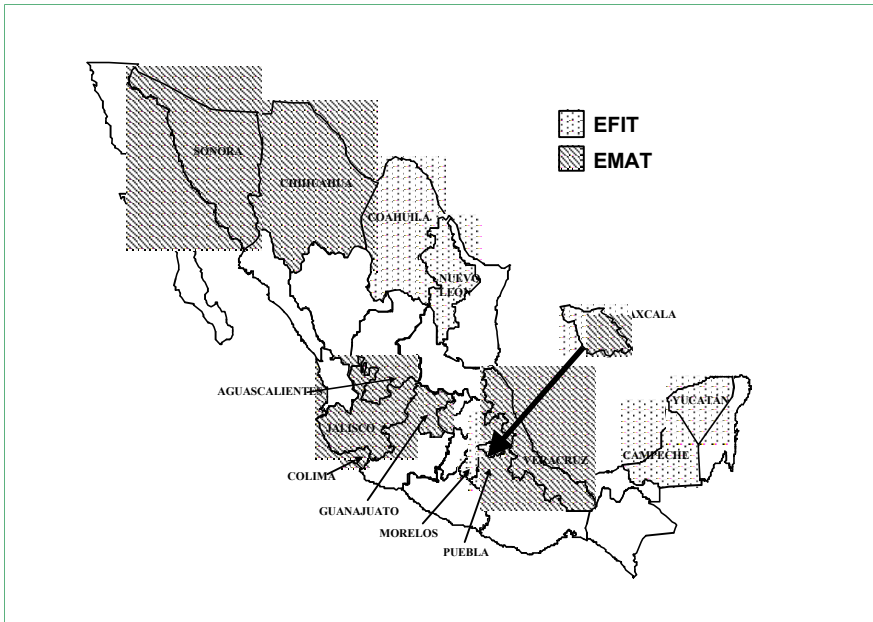 EFIT
EMAT
SONORA
CHIHUAHUA
COAHUILA
NUEVO
LEÓN
AXCALA
AGUASCALIENTES
YUCATÁN
JALISCO
CAMPECHE
VERACRUZ
COLIMA
GUANAJUATO
MORELOS
PUEBLA